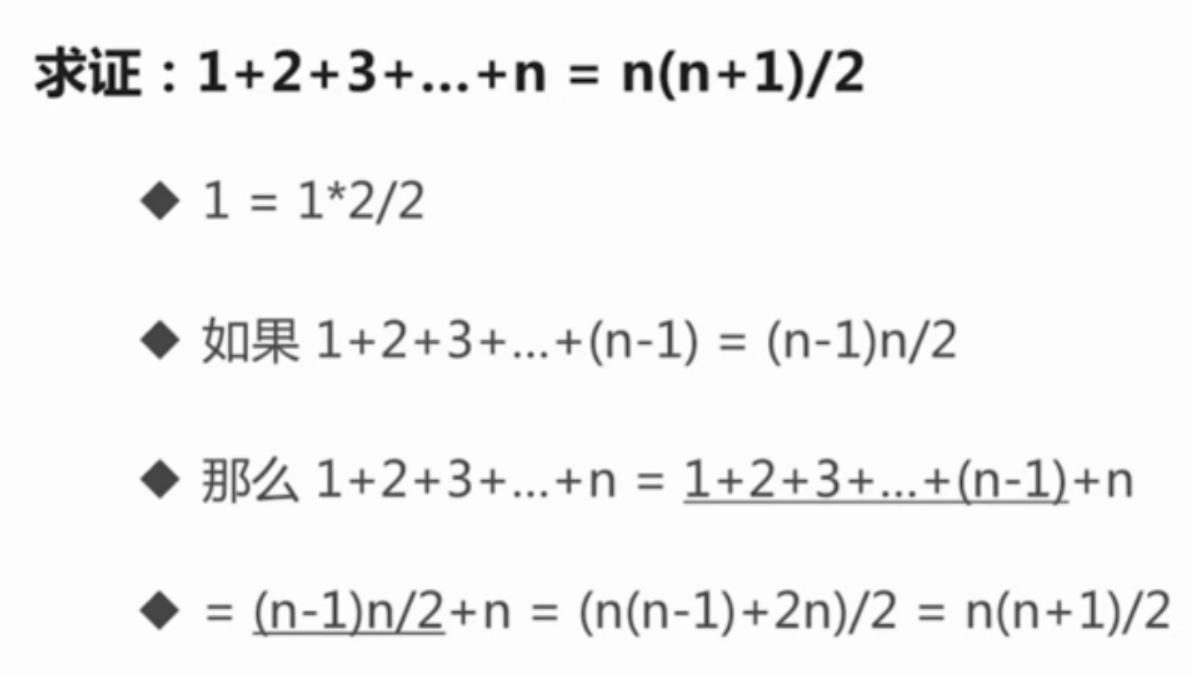 求证：1+2+3+...+n = n(n+1)/2
◆ 1 = 1*2/2
◆ 如果 1+2+3+...+(n-1) = (n-1)n/2
◆ 那么 1+2+3+...+n = 1+2+3+...+(n-1)+n
◆ = (n-1)n/2+n = (n(n-1)+2n)/2 = n(n+1)/2